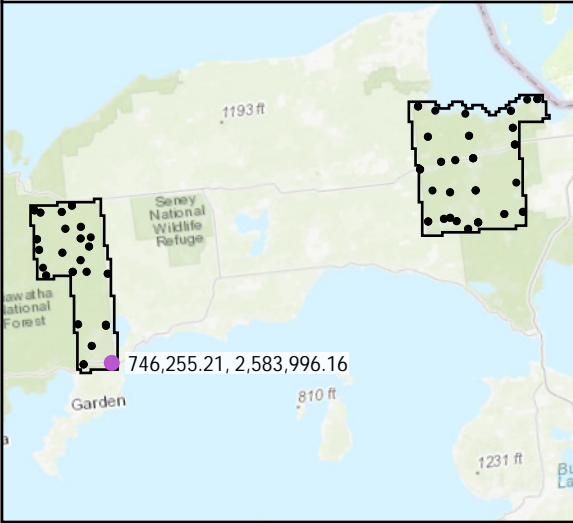 1193 ft
Seney
National
Wildlife
Refuge
iawatha
National
Forest
746,255.21, 2,583,996.16
810 ft
Garden
1231 ft
Bu
La
a